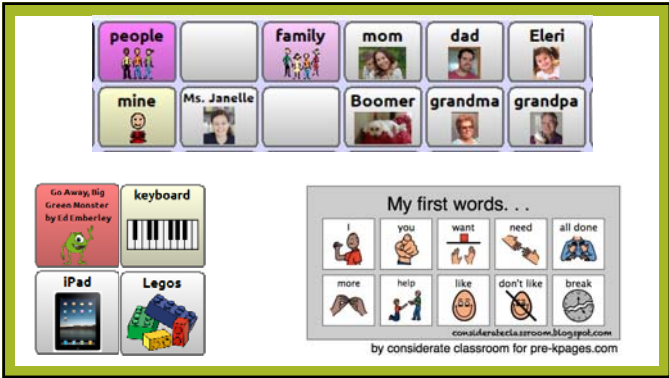 people family mom dad Eleri
mine Ms. Janelle Boomer grandma grandpa
Go Away, Big
Green Monster
by Ed Emberley
keyboard
iPad Legos
My first words. . .
I you want need all done
more help like don't like break
considerateclassroom.blogspot.com
by considerate classroom for pre-kpages.com